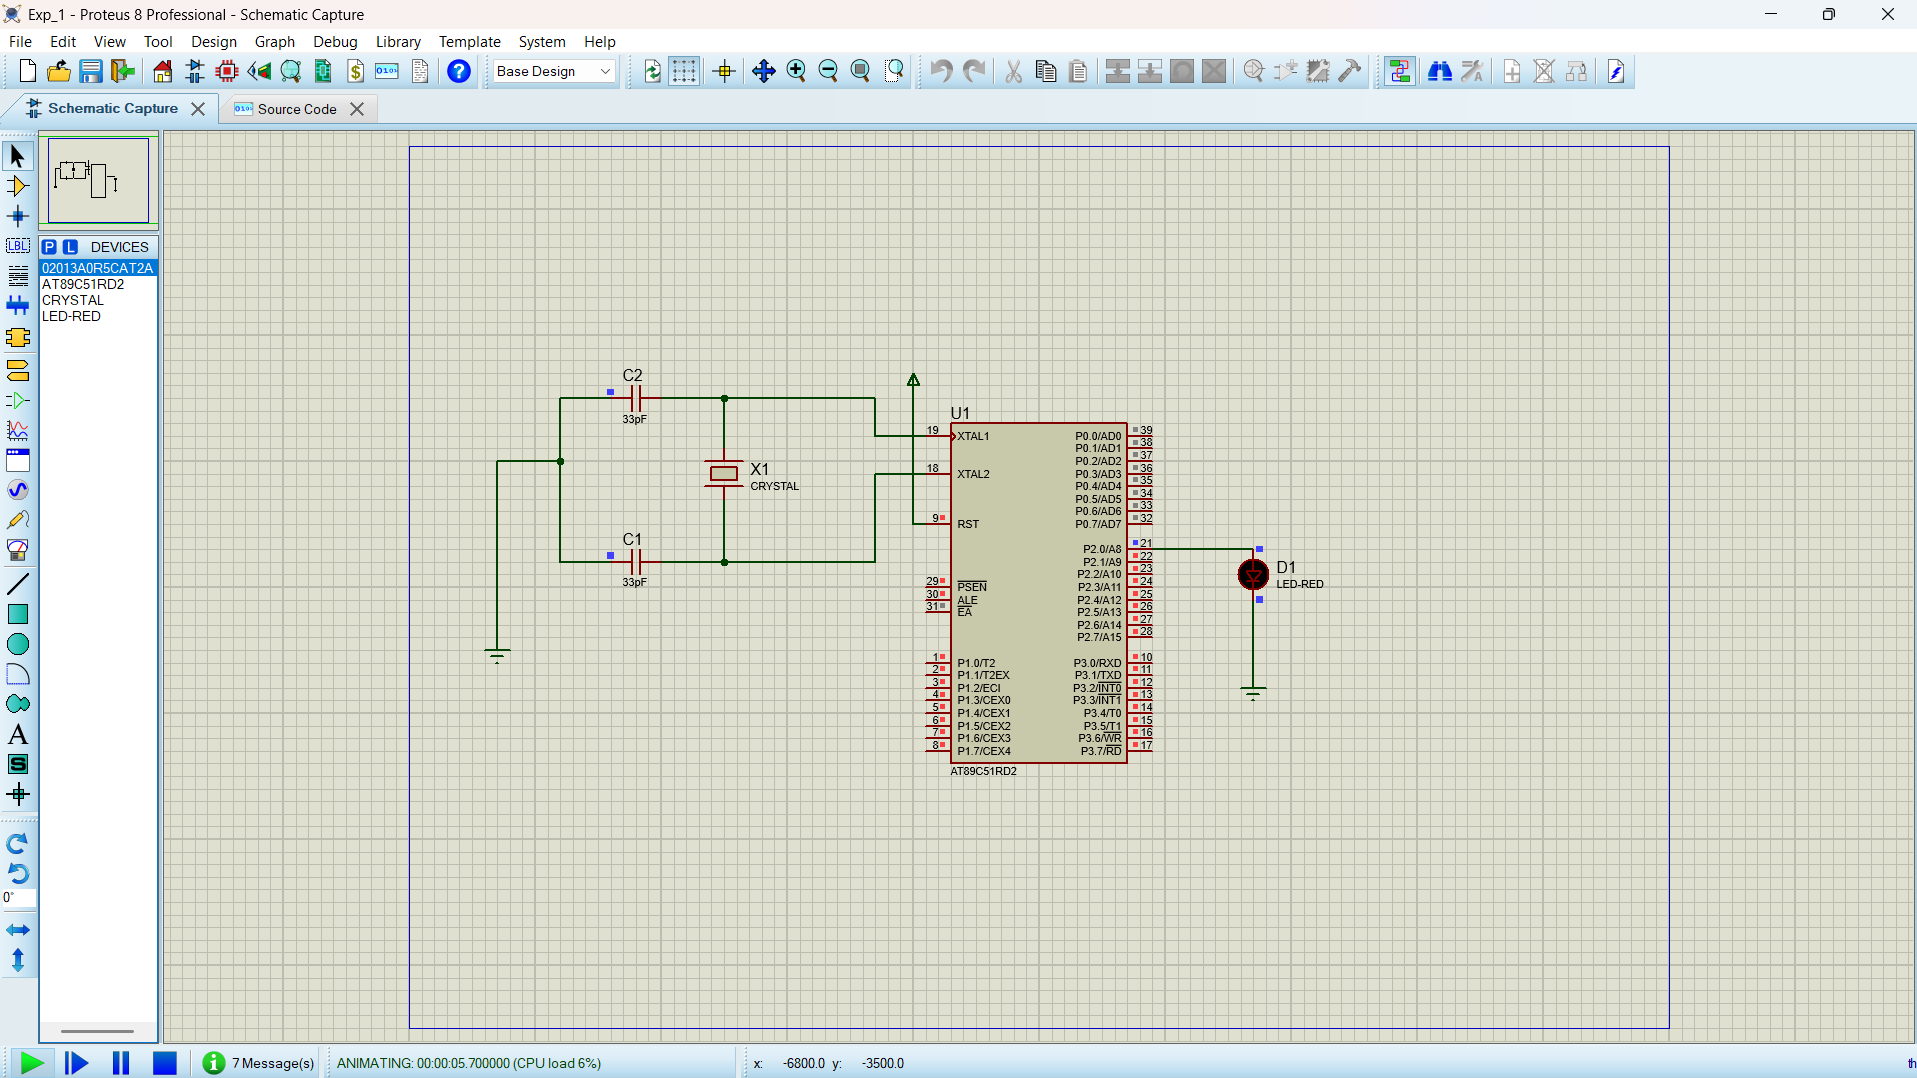 Exp_1 - Proteus 8 Professional - Schematic Capture
File Edit View Tool Design Graph Debug Library Template System Help
Base Design
Schematic Capture
Source Code
P L DEVICES
02013A0R5CAT2A
AT89C51RD2
CRYSTAL
LED-RED
LBL
A
S
0°
C2
33pF
X1
CRYSTAL
C1
33pF
U1
19 XTAL1
18 XTAL2
9 RST
29 PSEN
30 ALE
31 EA
1 P1.0/T2
2 P1.1/T2EX
3 P1.2/ECI
4 P1.3/CEX0
5 P1.4/CEX1
6 P1.5/CEX2
7 P1.6/CEX3
8 P1.7/CEX4
P0.0/AD0 39
P0.1/AD1 38
P0.2/AD2 37
P0.3/AD3 36
P0.4/AD4 35
P0.5/AD5 34
P0.6/AD6 33
P0.7/AD7 32
P2.0/A8 21
P2.1/A9 22
P2.2/A10 23
P2.3/A11 24
P2.4/A12 25
P2.5/A13 26
P2.6/A14 27
P2.7/A15 28
P3.0/RXD 10
P3.1/TXD 11
P3.2/INT0 12
P3.3/INT1 13
P3.4/T0 14
P3.5/T1 15
P3.6/WR 16
P3.7/RD 17
AT89C51RD2
D1
LED-RED
7 Message(s)
ANIMATING: 00:00:05.700000 (CPU load 6%)
x: -6800.0 y: -3500.0
th